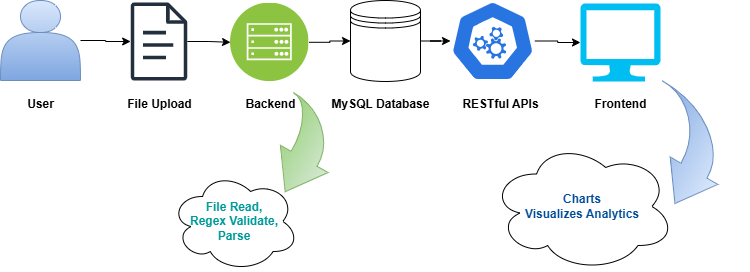 User
File Upload
Backend
MySQL Database
RESTful APIs
Frontend
File Read,
Regex Validate,
Parse
Charts
Visualizes Analytics